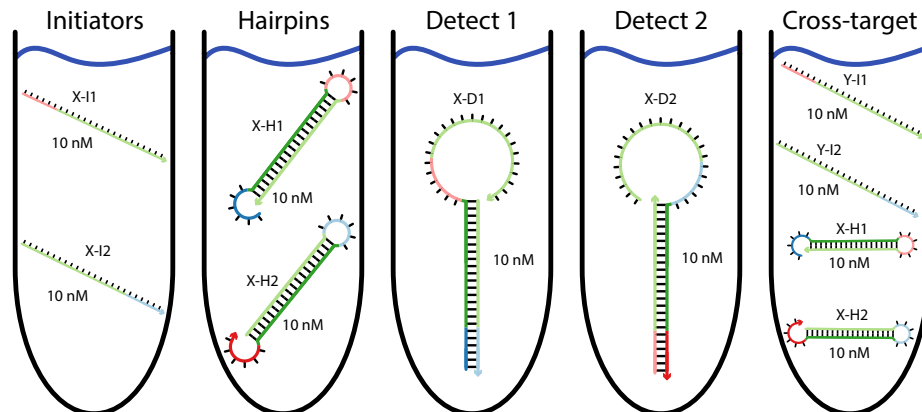 Initiators
X-I1
10 nM
X-I2
10 nM
Hairpins
X-H1
10 nM
X-H2
10 nM
Detect 1
X-D1
10 nM
Detect 2
X-D2
10 nM
Cross-target
Y-I1
10 nM
Y-I2
10 nM
X-H1
10 nM
X-H2
10 nM